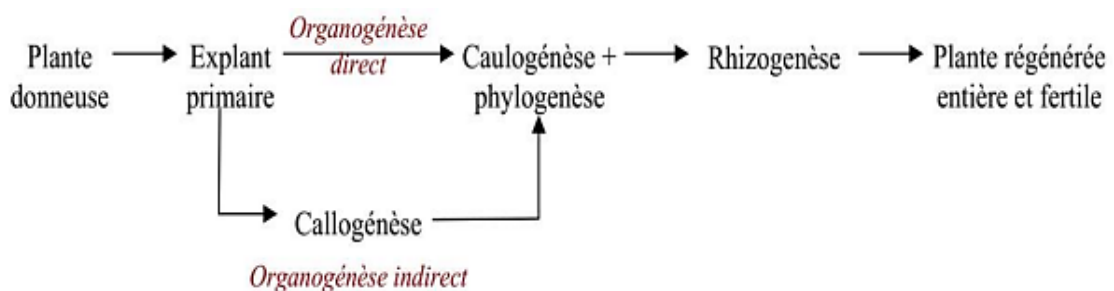 Organogénèse
direct
Plante
donneuse
Explant
primaire
Caulogénèse +
phylogenèse
Rhizogenèse
Plante régénérée
entière et fertile
Callogénèse
Organogénèse indirect